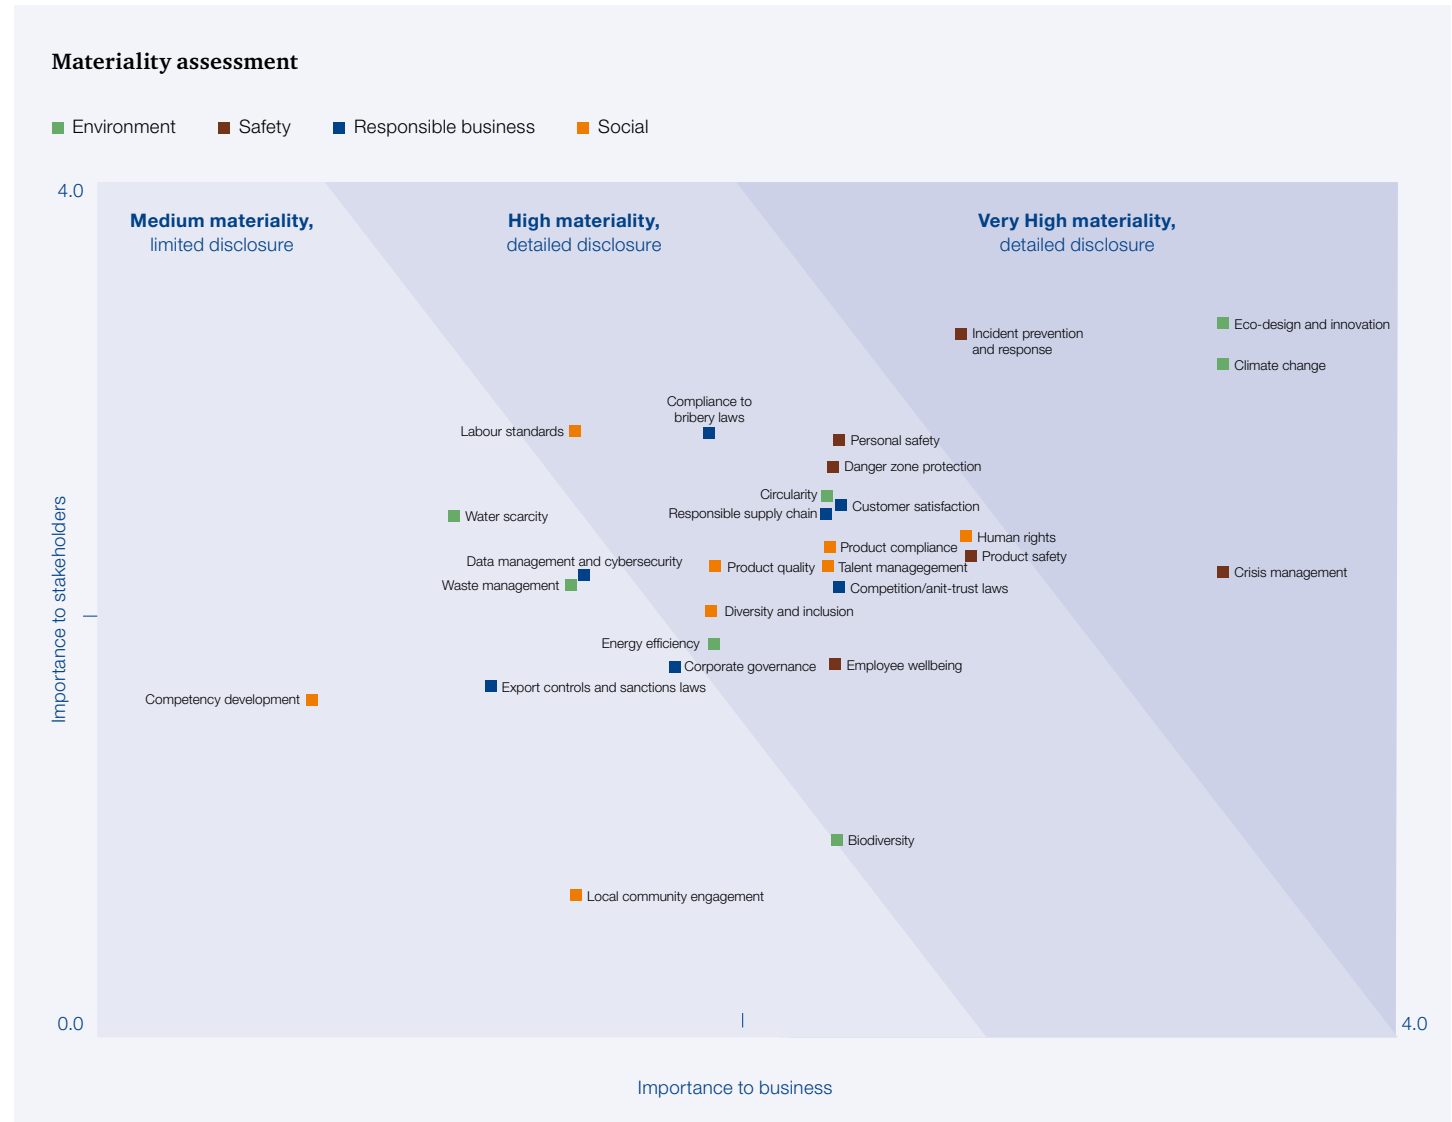 Materiality assessment
Environment
Safety
Responsible business
Social
4.0
Medium materiality,
limited disclosure
High materiality,
detailed disclosure
Very High materiality,
detailed disclosure
Eco-design and innovation
Incident prevention
and response
Climate change
Compliance to
bribery laws
Labour standards
Personal safety
Danger zone protection
Circularity
Customer satisfaction
Responsible supply chain
Water scarcity
Human rights
Product compliance
Product safety
Data management and cybersecurity
Product quality
Talent managegement
Crisis management
Waste management
Competition/anit-trust laws
Diversity and inclusion
Energy efficiency
Corporate governance
Employee wellbeing
Export controls and sanctions laws
Competency development
Biodiversity
Local community engagement
Importance to stakeholders
0.0
4.0
Importance to business